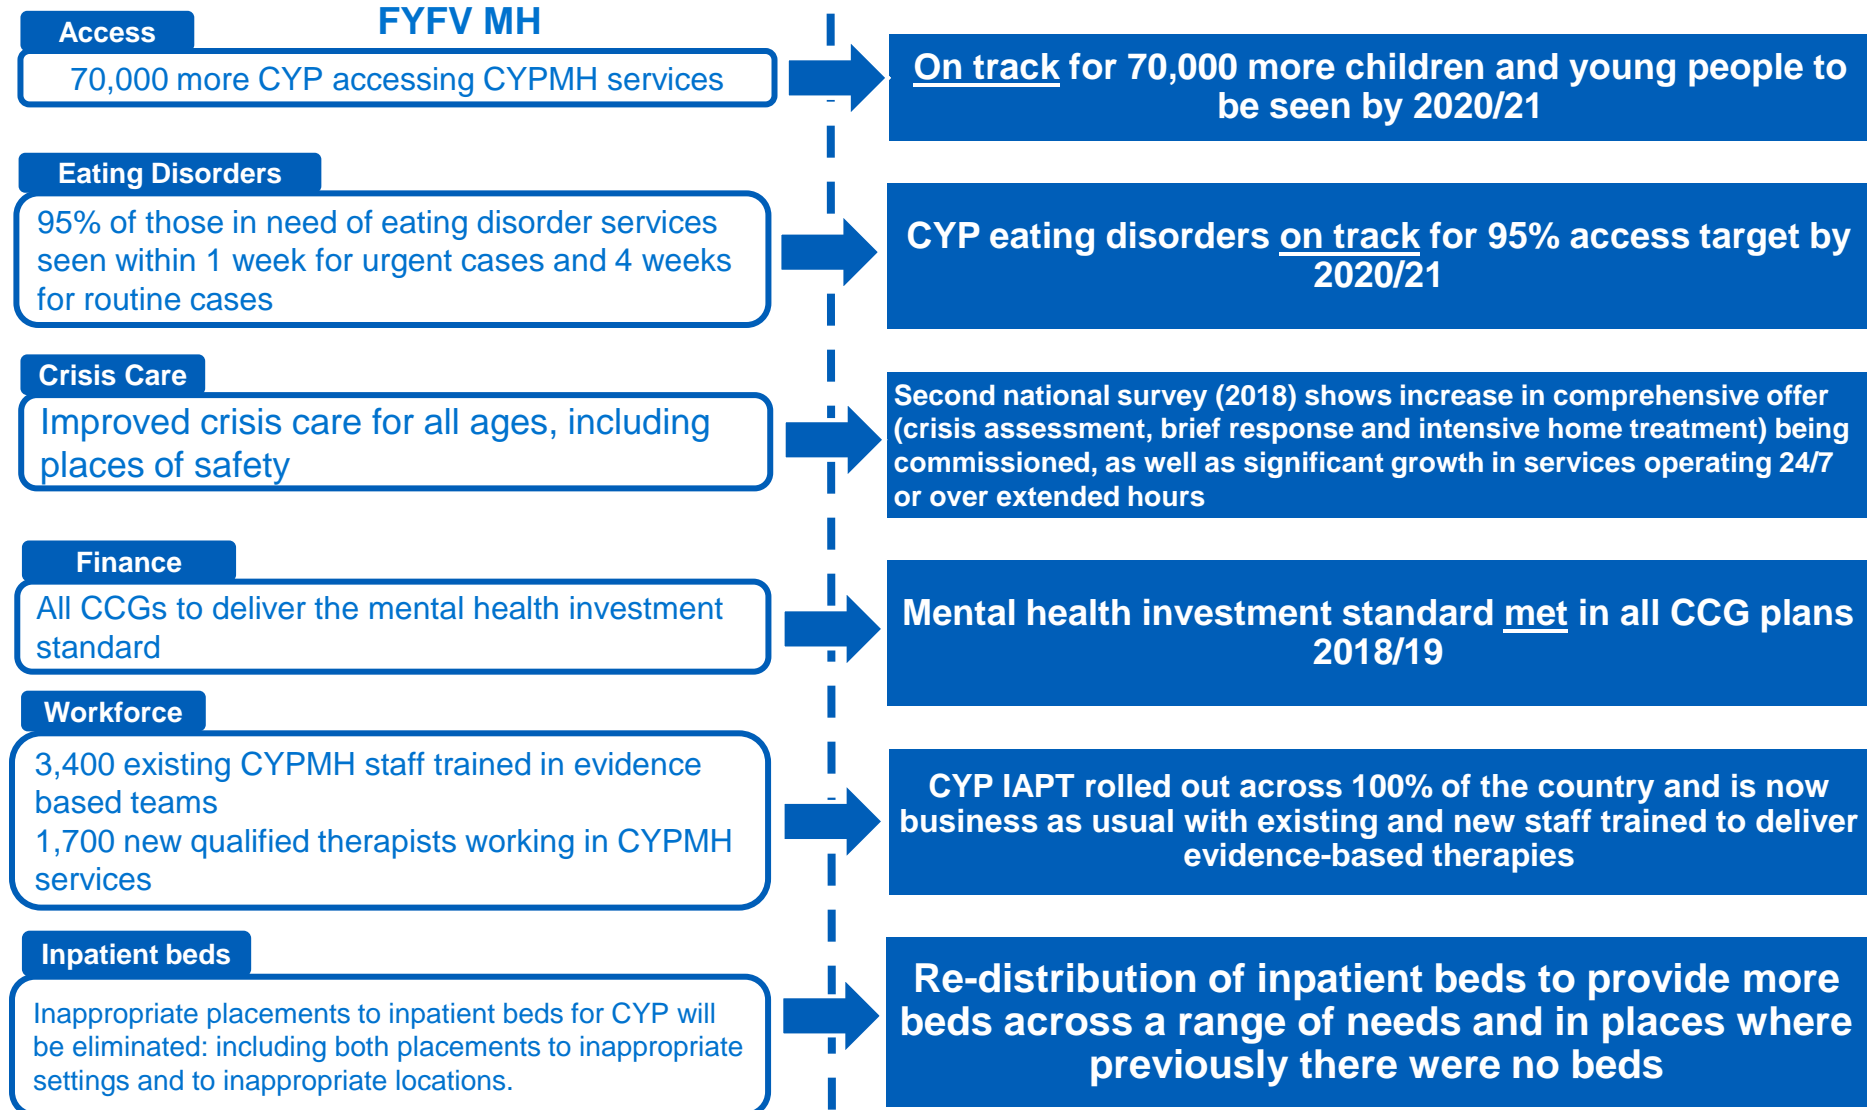 FYFV MH
Access
70,000 more CYP accessing CYPMH services
On track for 70,000 more children and young people to
be seen by 2020/21
Eating Disorders
95% of those in need of eating disorder services
seen within 1 week for urgent cases and 4 weeks
for routine cases
CYP eating disorders on track for 95% access target by
2020/21
Crisis Care
Improved crisis care for all ages, including
places of safety
Second national survey (2018) shows increase in comprehensive offer
(crisis assessment, brief response and intensive home treatment) being
commissioned, as well as significant growth in services operating 24/7
or over extended hours
Finance
All CCGs to deliver the mental health investment
standard
Mental health investment standard met in all CCG plans
2018/19
Workforce
3,400 existing CYPMH staff trained in evidence
based teams
1,700 new qualified therapists working in CYPMH
services
CYP IAPT rolled out across 100% of the country and is now
business as usual with existing and new staff trained to deliver
evidence-based therapies
Inpatient beds
Inappropriate placements to inpatient beds for CYP will
be eliminated: including both placements to inappropriate
settings and to inappropriate locations.
Re-distribution of inpatient beds to provide more
beds across a range of needs and in places where
previously there were no beds